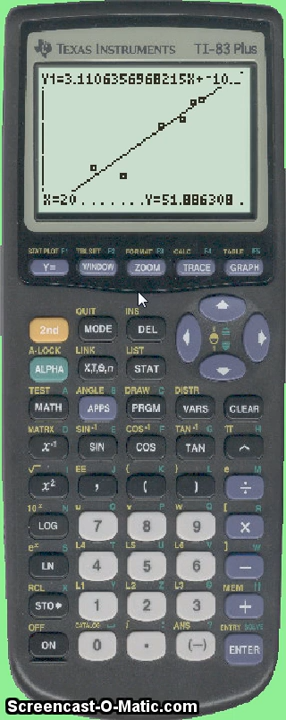 TEXAS INSTRUMENTS TI-83 Plus
Y1=3.1106356968215X+-10…
X=20 Y=51.886308
STAT PLOT F1 TBLSET F2 FORMAT F3 CALC F4 TABLE F5
Y= WINDOW ZOOM TRACE GRAPH
QUIT INS
2nd MODE DEL
A-LOCK LINK LIST
ALPHA X,T,θ,n STAT
TEST A ANGLE B DRAW C DISTR
MATH APPS PRGM VARS CLEAR
MATRX D SIN⁻¹ E COS⁻¹ F TAN⁻¹ G π H
x⁻¹ SIN COS TAN ^
√ I EE J { K } L e M
x² , ( ) ÷
10ˣ N u O v P w Q [ R
LOG 7 8 9 ×
eˣ S L4 T L5 U L6 V ] W
LN 4 5 6 −
RCL X L1 Y L2 Z L3 θ MEM "
STO▶ 1 2 3 +
OFF CATALOG i ANS ? ENTRY SOLVE
ON 0 . (−) ENTER
Screencast-O-Matic.com